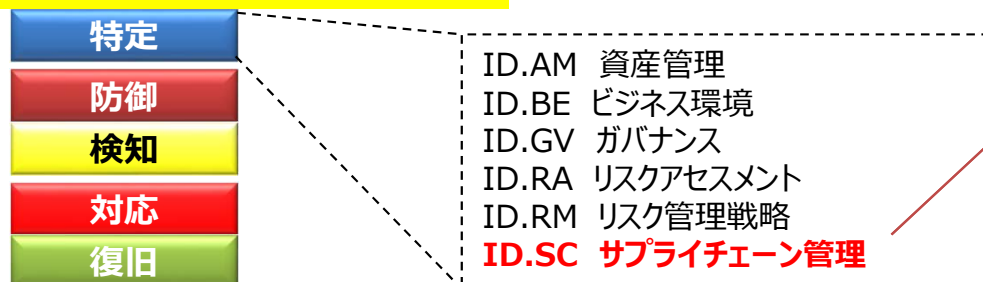 特定
防御
検知
対応
復旧
ID.AM 資産管理
ID.BE ビジネス環境
ID.GV ガバナンス
ID.RA リスクアセスメント
ID.RM リスク管理戦略
ID.SC サプライチェーン管理